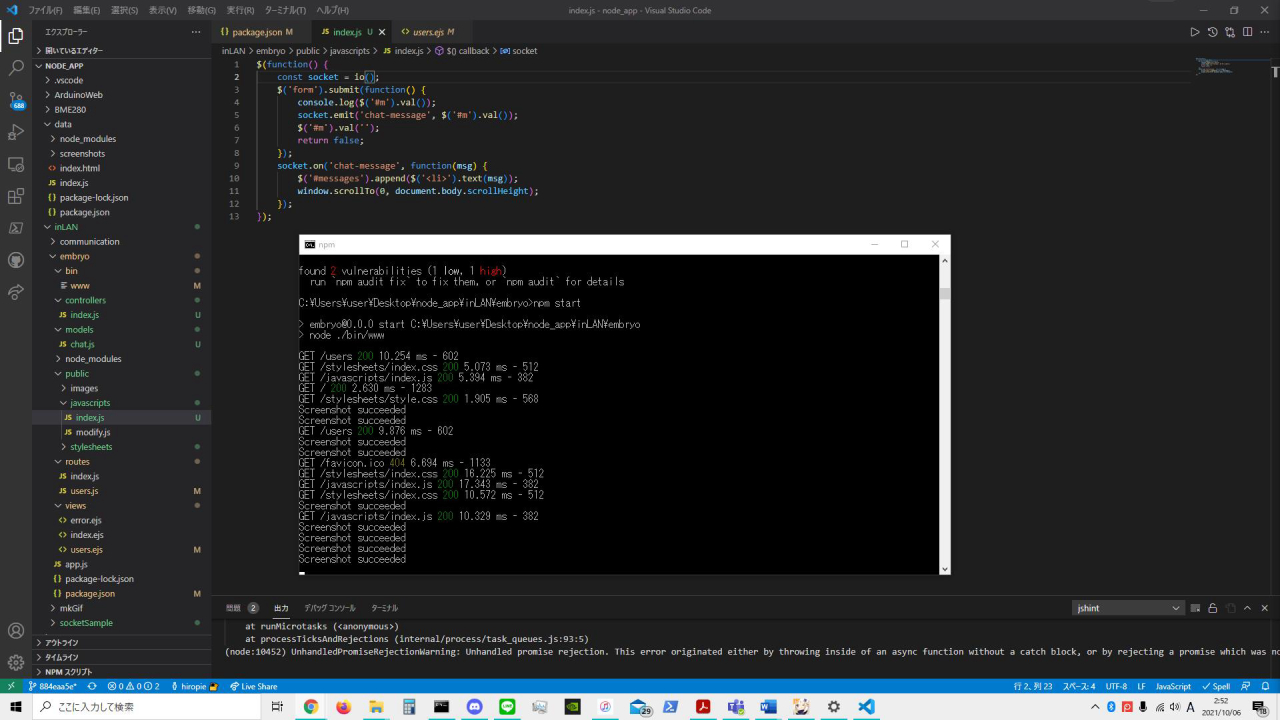 ファイル(F) 編集(E) 選択(S) 表示(V) 移動(G) 実行(R) ターミナル(T) ヘルプ(H) index.js - node_app - Visual Studio Code
エクスプローラー ···
package.json M
index.js U
users.ejs M
inLAN > embryo > public > javascripts > JS index.js > $() callback > socket
開いているエディター
NODE_APP
.vscode
ArduinoWeb
BME280
data
node_modules
screenshots
index.html
JS index.js
{} package-lock.json
{} package.json
inLAN
communication
embryo
bin
www
controllers
JS index.js
models
JS chat.js
node_modules
public
images
javascripts
JS index.js U
JS modify.js
stylesheets
routes
JS index.js
JS users.js M
views
error.ejs
index.ejs
users.ejs M
JS app.js
{} package-lock.json
{} package.json M
mkGif
socketSample
アウトライン
タイムライン
NPM スクリプト
688
1 $(function() {
2 const socket = io();
3 $('form').submit(function() {
4 console.log($('#m').val());
5 socket.emit('chat-message', $('#m').val());
6 $('#m').val('');
7 return false;
8 });
9 socket.on('chat-message', function(msg) {
10 $('#messages').append($('<li>').text(msg));
11 window.scrollTo(0, document.body.scrollHeight);
12 });
13 });
npm
found 2 vulnerabilities (1 low, 1 high)
run `npm audit fix` to fix them, or `npm audit` for details
C:¥Users¥user¥Desktop¥node_app¥inLAN¥embryo>npm start
> embryo@0.0.0 start C:¥Users¥user¥Desktop¥node_app¥inLAN¥embryo
> node ./bin/www
GET /users 200 10.254 ms - 602
GET /stylesheets/index.css 200 5.073 ms - 512
GET /javascripts/index.js 200 5.394 ms - 382
GET / 200 2.630 ms - 1283
GET /stylesheets/style.css 200 1.905 ms - 568
Screenshot succeeded
Screenshot succeeded
GET /users 200 9.876 ms - 602
Screenshot succeeded
Screenshot succeeded
GET /favicon.ico 404 6.694 ms - 1133
GET /stylesheets/index.css 200 16.225 ms - 512
GET /javascripts/index.js 200 17.343 ms - 382
GET /stylesheets/index.css 200 10.572 ms - 512
Screenshot succeeded
GET /javascripts/index.js 200 10.329 ms - 382
Screenshot succeeded
Screenshot succeeded
Screenshot succeeded
Screenshot succeeded
問題 2 出力 デバッグ コンソール ターミナル jshint
at runMicrotasks (<anonymous>)
at processTicksAndRejections (internal/process/task_queues.js:93:5)
(node:10452) UnhandledPromiseRejectionWarning: Unhandled promise rejection. This error originated either by throwing inside of an async function without a catch block, or by rejecting a promise which was no
884eaa5e* 0 0 2 hiropie Live Share 行 2, 列 23 スペース: 4 UTF-8 LF JavaScript Spell
ここに入力して検索
29
A
2:52
2021/10/06
18